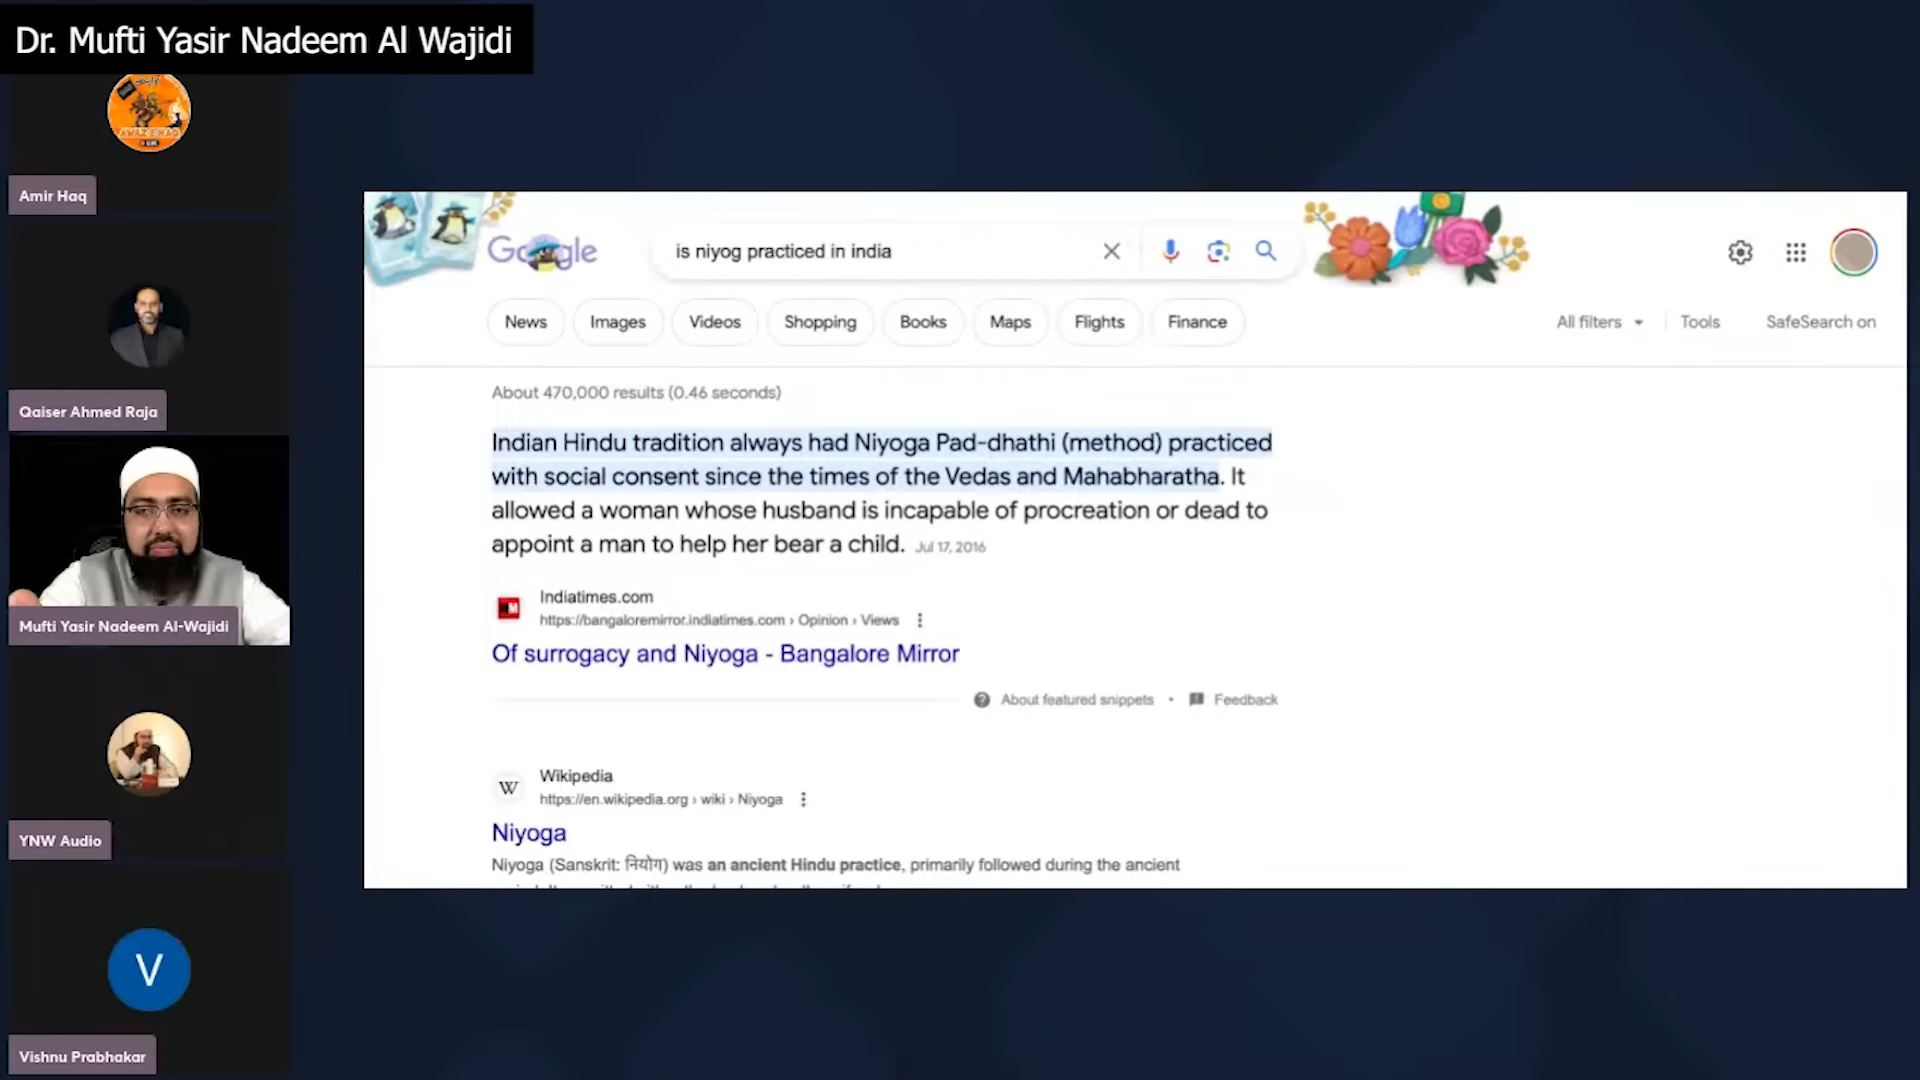 Dr. Mufti Yasir Nadeem Al Wajidi
AWAZ E HAQ
Amir Haq
Qaiser Ahmed Raja
Mufti Yasir Nadeem Al-Wajidi
YNW Audio
V
Vishnu Prabhakar
Google
is niyog practiced in india
News
Images
Videos
Shopping
Books
Maps
Flights
Finance
All filters
Tools
SafeSearch on
About 470,000 results (0.46 seconds)
Indian Hindu tradition always had Niyoga Pad-dhathi (method) practiced
with social consent since the times of the Vedas and Mahabharatha. It
allowed a woman whose husband is incapable of procreation or dead to
appoint a man to help her bear a child. Jul 17, 2016
Indiatimes.com
https://bangaloremirror.indiatimes.com › Opinion › Views
Of surrogacy and Niyoga - Bangalore Mirror
About featured snippets • Feedback
W
Wikipedia
https://en.wikipedia.org › wiki › Niyoga
Niyoga
Niyoga (Sanskrit: नियोग) was an ancient Hindu practice, primarily followed during the ancient